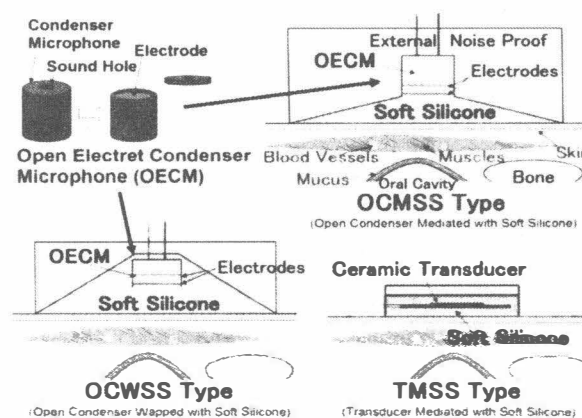 Condenser
Microphone
Sound Hole
Electrode
Open Electret Condenser
Microphone (OECM)
External Noise Proof
OECM
Electrodes
Soft Silicone
Skin
Blood Vessels
Muscles
Mucus
Oral Cavity
Bone
OCMSS Type
(Open Condenser Mediated with Soft Silicone)
OECM
Electrodes
Soft Silicone
OCWSS Type
(Open Condenser Wapped with Soft Silicone)
Ceramic Transducer
Soft Silicone
TMSS Type
(Transducer Mediated with Soft Silicone)